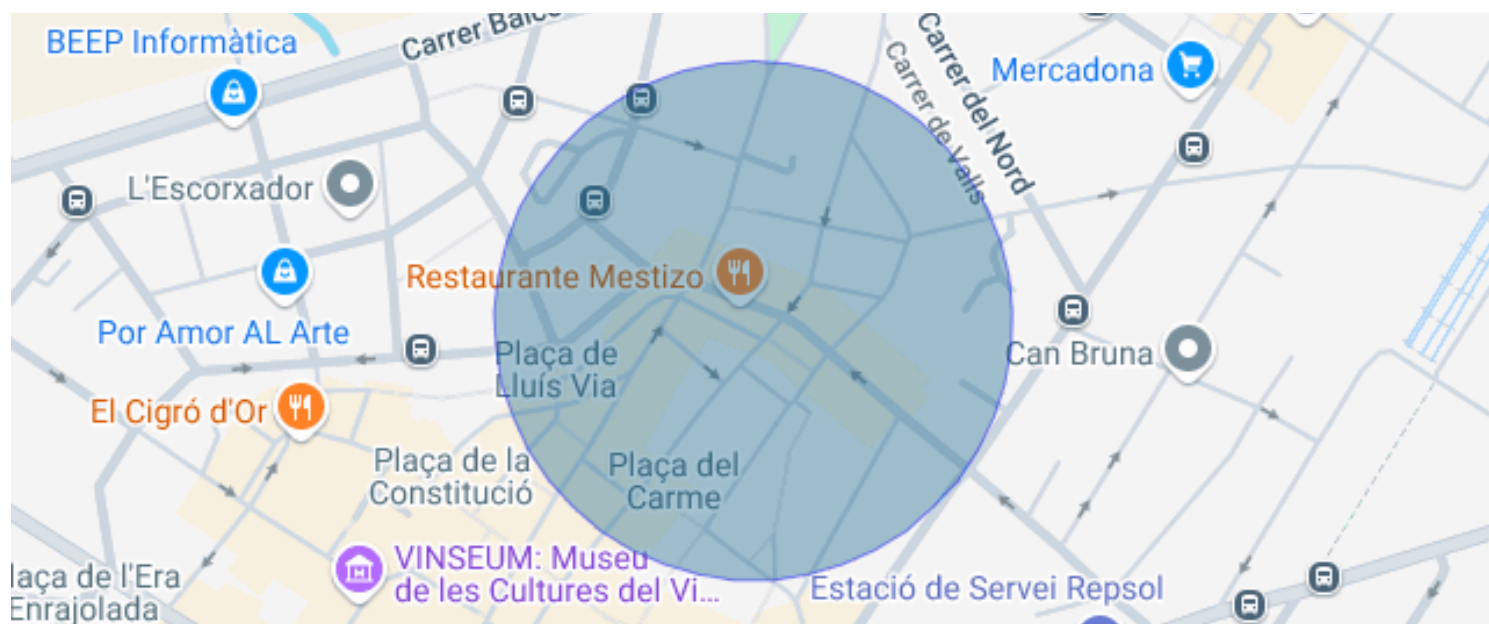 BEEP Informàtica
Carrer Balce
Carrer del Nord
Carrer de Valls
Mercadona
L'Escorxador
Restaurante Mestizo
Por Amor AL Arte
Plaça de
Lluís Via
Can Bruna
El Cigró d'Or
Plaça de la
Constitució
Plaça del
Carme
VINSEUM: Museu
de les Cultures del Vi...
laça de l'Era
Enrajolada
Estació de Servei Repsol